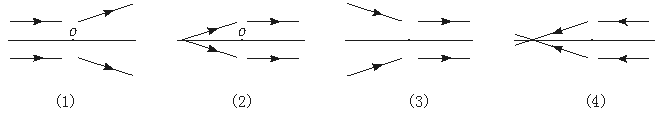 o
o
(1) (2) (3) (4)